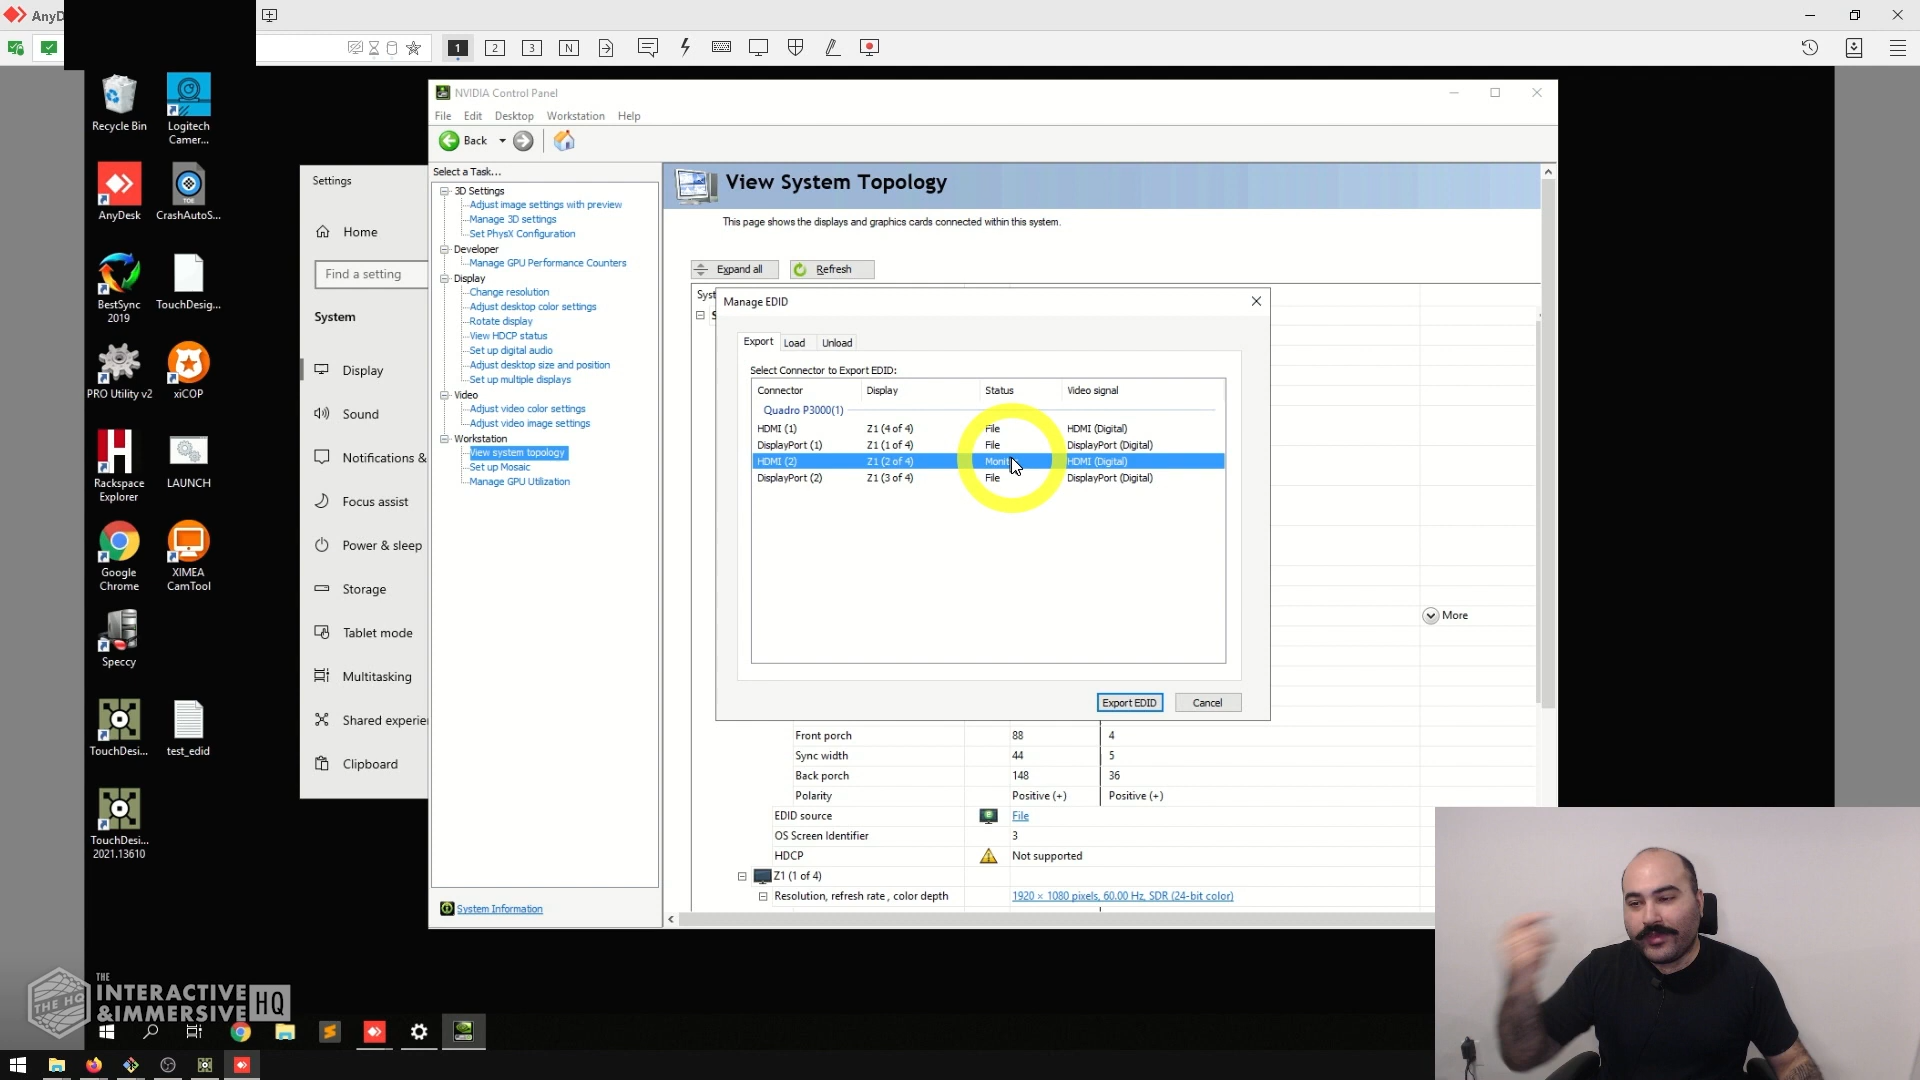 AnyD
1
2
3
N
Recycle Bin
Logitech
Camer...
AnyDesk
CrashAutoS...
BestSync
2019
TouchDesig...
PRO Utility v2
xiCOP
Rackspace
Explorer
LAUNCH
Google
Chrome
XIMEA
CamTool
Speccy
TouchDesi...
test_edid
TouchDesi...
2021.13610
Settings
Home
Find a setting
System
Display
Sound
Notifications &
Focus assist
Power & sleep
Storage
Tablet mode
Multitasking
Shared experie
Clipboard
NVIDIA Control Panel
File Edit Desktop Workstation Help
Back
Select a Task...
3D Settings
Adjust image settings with preview
Manage 3D settings
Set PhysX Configuration
Developer
Manage GPU Performance Counters
Display
Change resolution
Adjust desktop color settings
Rotate display
View HDCP status
Set up digital audio
Adjust desktop size and position
Set up multiple displays
Video
Adjust video color settings
Adjust video image settings
Workstation
View system topology
Set up Mosaic
Manage GPU Utilization
System Information
View System Topology
This page shows the displays and graphics cards connected within this system.
Expand all Refresh
Syst
S
Manage EDID
Export Load Unload
Select Connector to Export EDID:
Connector Display Status Video signal
Quadro P3000(1)
HDMI (1) Z1 (4 of 4) File HDMI (Digital)
DisplayPort (1) Z1 (1 of 4) File DisplayPort (Digital)
HDMI (2) Z1 (2 of 4) Monit HDMI (Digital)
DisplayPort (2) Z1 (3 of 4) File DisplayPort (Digital)
Export EDID Cancel
More
Front porch 88 4
Sync width 44 5
Back porch 148 36
Polarity Positive (+) Positive (+)
EDID source File
OS Screen Identifier 3
HDCP Not supported
Z1 (1 of 4)
Resolution, refresh rate , color depth 1920 × 1080 pixels, 60.00 Hz, SDR (24-bit color)
THE HQ
THE
INTERACTIVE
&IMMERSIVE HQ